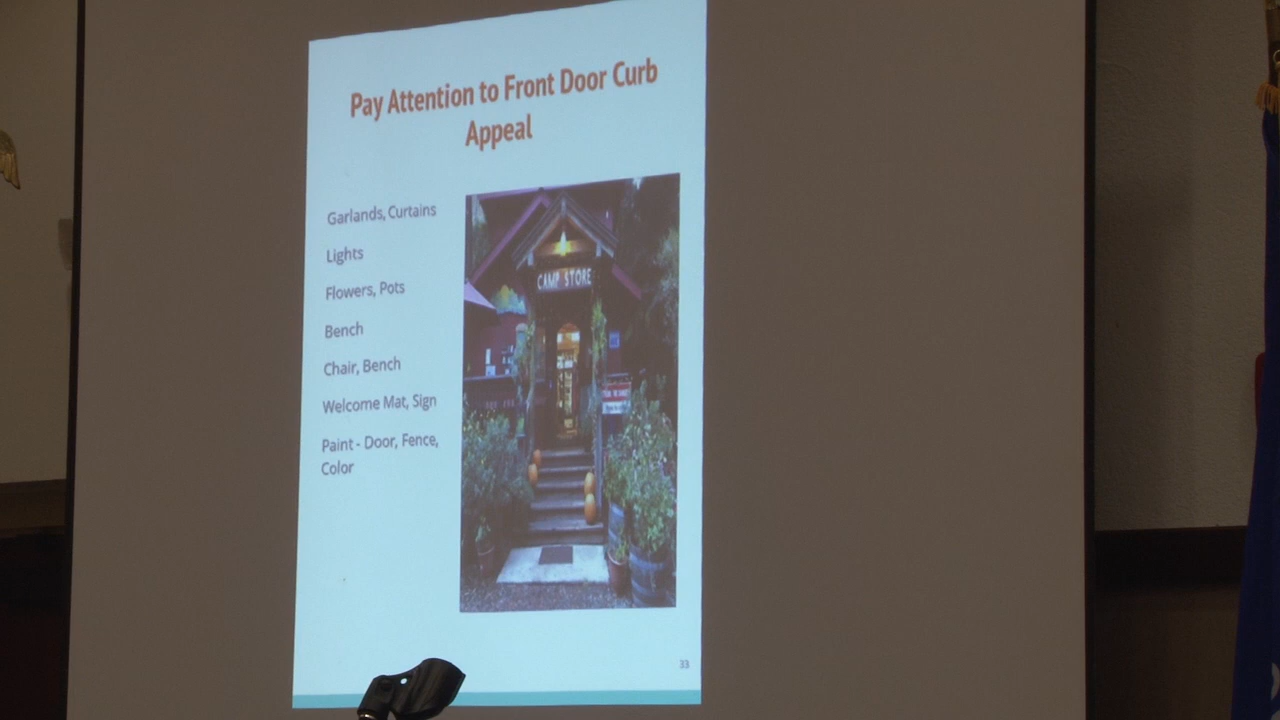 Pay Attention to Front Door Curb
Appeal
Garlands, Curtains
Lights
Flowers, Pots
Bench
Chair, Bench
Welcome Mat, Sign
Paint - Door, Fence,
Color
CAMP STORE
33